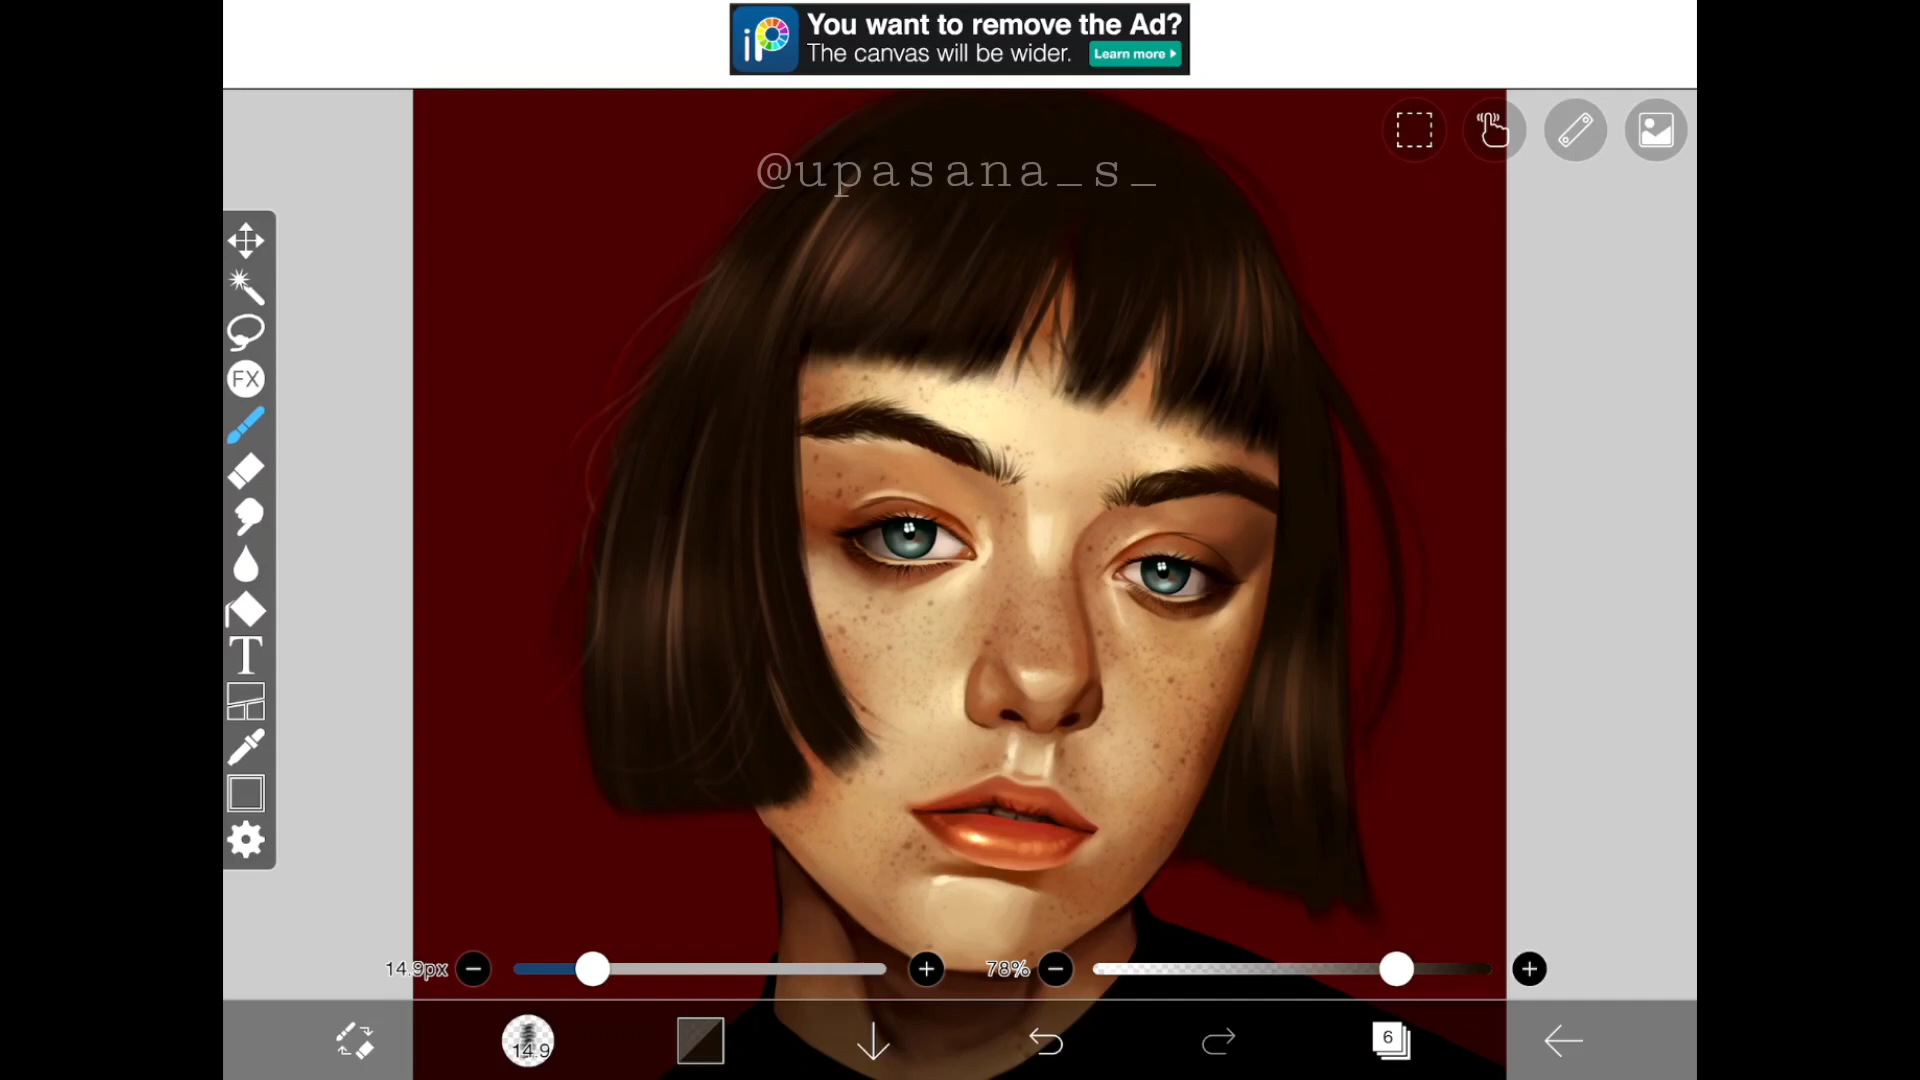 iP
You want to remove the Ad?
The canvas will be wider.
Learn more
@upasana_s_
FX
T
14.9px
78%
14.9
6